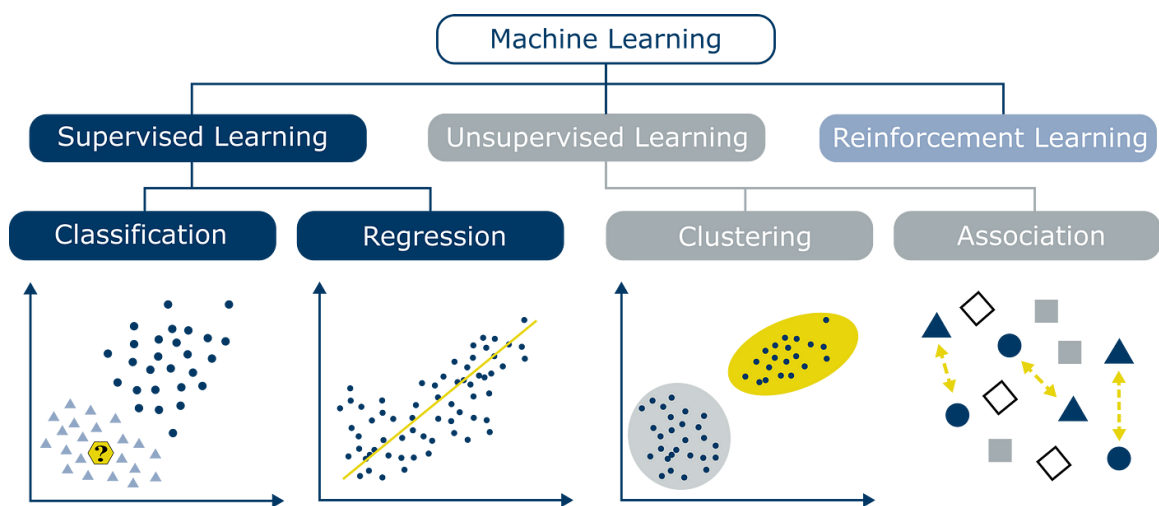 Machine Learning
Supervised Learning
Unsupervised Learning
Reinforcement Learning
Classification
Regression
Clustering
Association
?